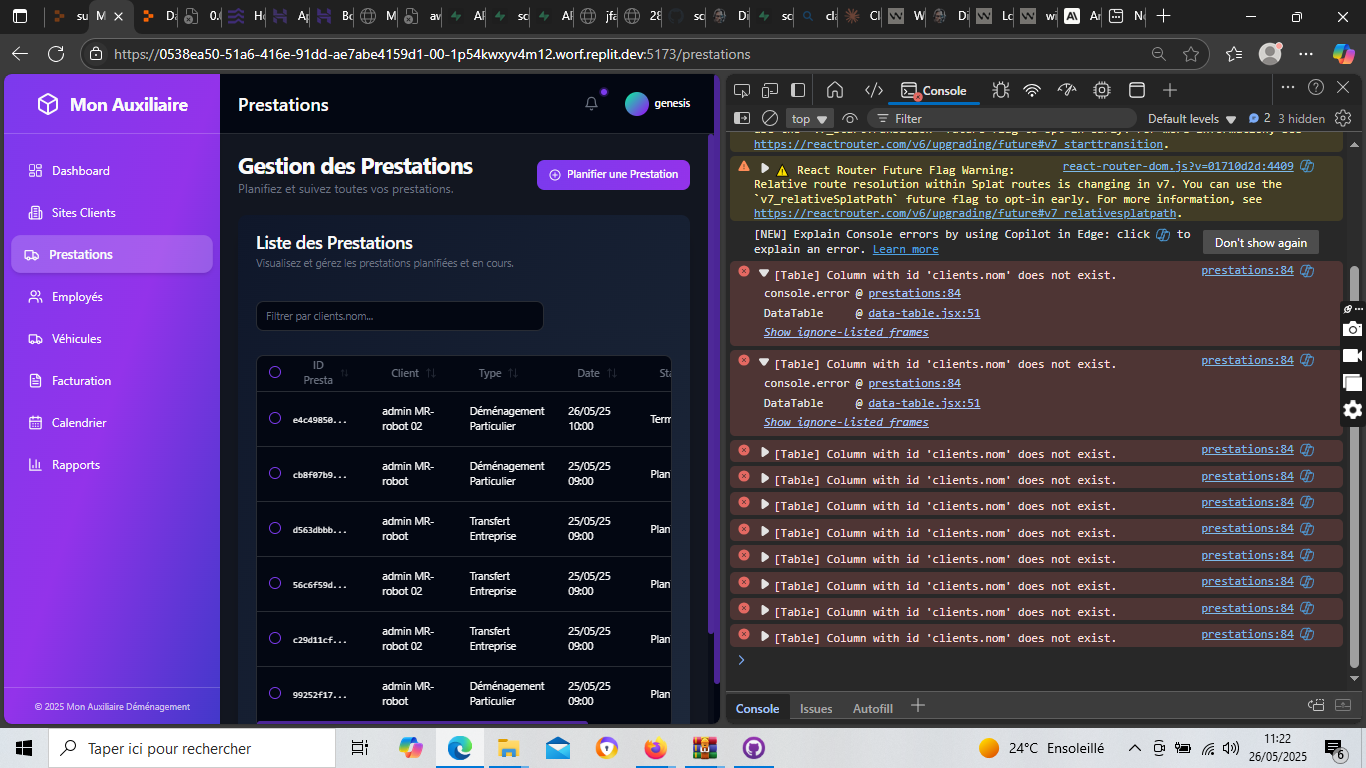 su
M
Da
0.
Hi
Ap
Bo
M
av
Al
sc
Al
jfa
28
sc
Di
sc
cla
Cl
W
Di
Lc
wi
Ar
N
https://0538ea50-51a6-416e-91dd-ae7abe4159d1-00-1p54kwxyv4m12.worf.replit.dev:5173/prestations
Mon Auxiliaire
Dashboard
Sites Clients
Prestations
Employés
Véhicules
Facturation
Calendrier
Rapports
© 2025 Mon Auxiliaire Déménagement
Prestations
genesis
Gestion des Prestations
Planifiez et suivez toutes vos prestations.
Planifier une Prestation
Liste des Prestations
Visualisez et gérez les prestations planifiées et en cours.
Filtrer par clients.nom...
ID Presta Client Type Date Sta
e4c49850... admin MR-robot 02 Déménagement Particulier 26/05/25 10:00 Term
cb8f07b9... admin MR-robot Déménagement Particulier 25/05/25 09:00 Plan
d563dbbb... admin MR-robot Transfert Entreprise 25/05/25 09:00 Plan
56c6f59d... admin MR-robot 02 Transfert Entreprise 25/05/25 09:00 Plan
c29d11cf... admin MR-robot 02 Transfert Entreprise 25/05/25 09:00 Plan
99252f17... admin MR-robot Déménagement Particulier 25/05/25 09:00 Plan
Console
top
Filter
Default levels
2
3 hidden
https://reactrouter.com/v6/upgrading/future#v7_starttransition.
React Router Future Flag Warning: react-router-dom.js?v=01710d2d:4409
Relative route resolution within Splat routes is changing in v7. You can use the
`v7_relativeSplatPath` future flag to opt-in early. For more information, see
https://reactrouter.com/v6/upgrading/future#v7_relativesplatpath.
[NEW] Explain Console errors by using Copilot in Edge: click to
explain an error. Learn more
Don't show again
[Table] Column with id 'clients.nom' does not exist. prestations:84
console.error @ prestations:84
DataTable @ data-table.jsx:51
Show ignore-listed frames
[Table] Column with id 'clients.nom' does not exist. prestations:84
console.error @ prestations:84
DataTable @ data-table.jsx:51
Show ignore-listed frames
[Table] Column with id 'clients.nom' does not exist. prestations:84
[Table] Column with id 'clients.nom' does not exist. prestations:84
[Table] Column with id 'clients.nom' does not exist. prestations:84
[Table] Column with id 'clients.nom' does not exist. prestations:84
[Table] Column with id 'clients.nom' does not exist. prestations:84
[Table] Column with id 'clients.nom' does not exist. prestations:84
[Table] Column with id 'clients.nom' does not exist. prestations:84
[Table] Column with id 'clients.nom' does not exist. prestations:84
Console
Issues
Autofill
Taper ici pour rechercher
24°C Ensoleillé
11:22
26/05/2025
6